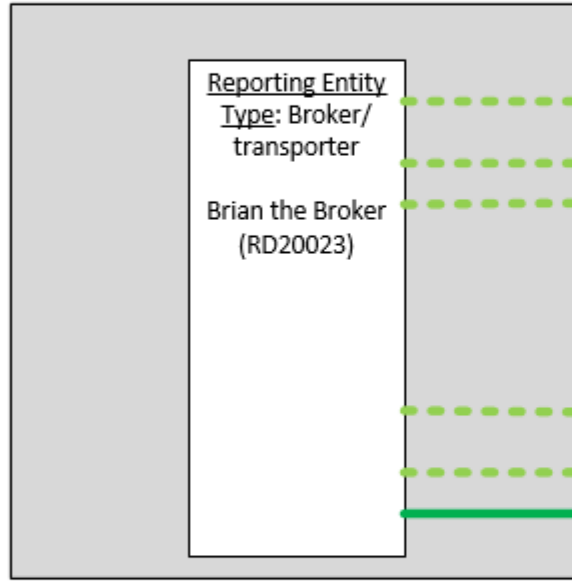 Reporting Entity
Type: Broker/
transporter
Brian the Broker
(RD20023)